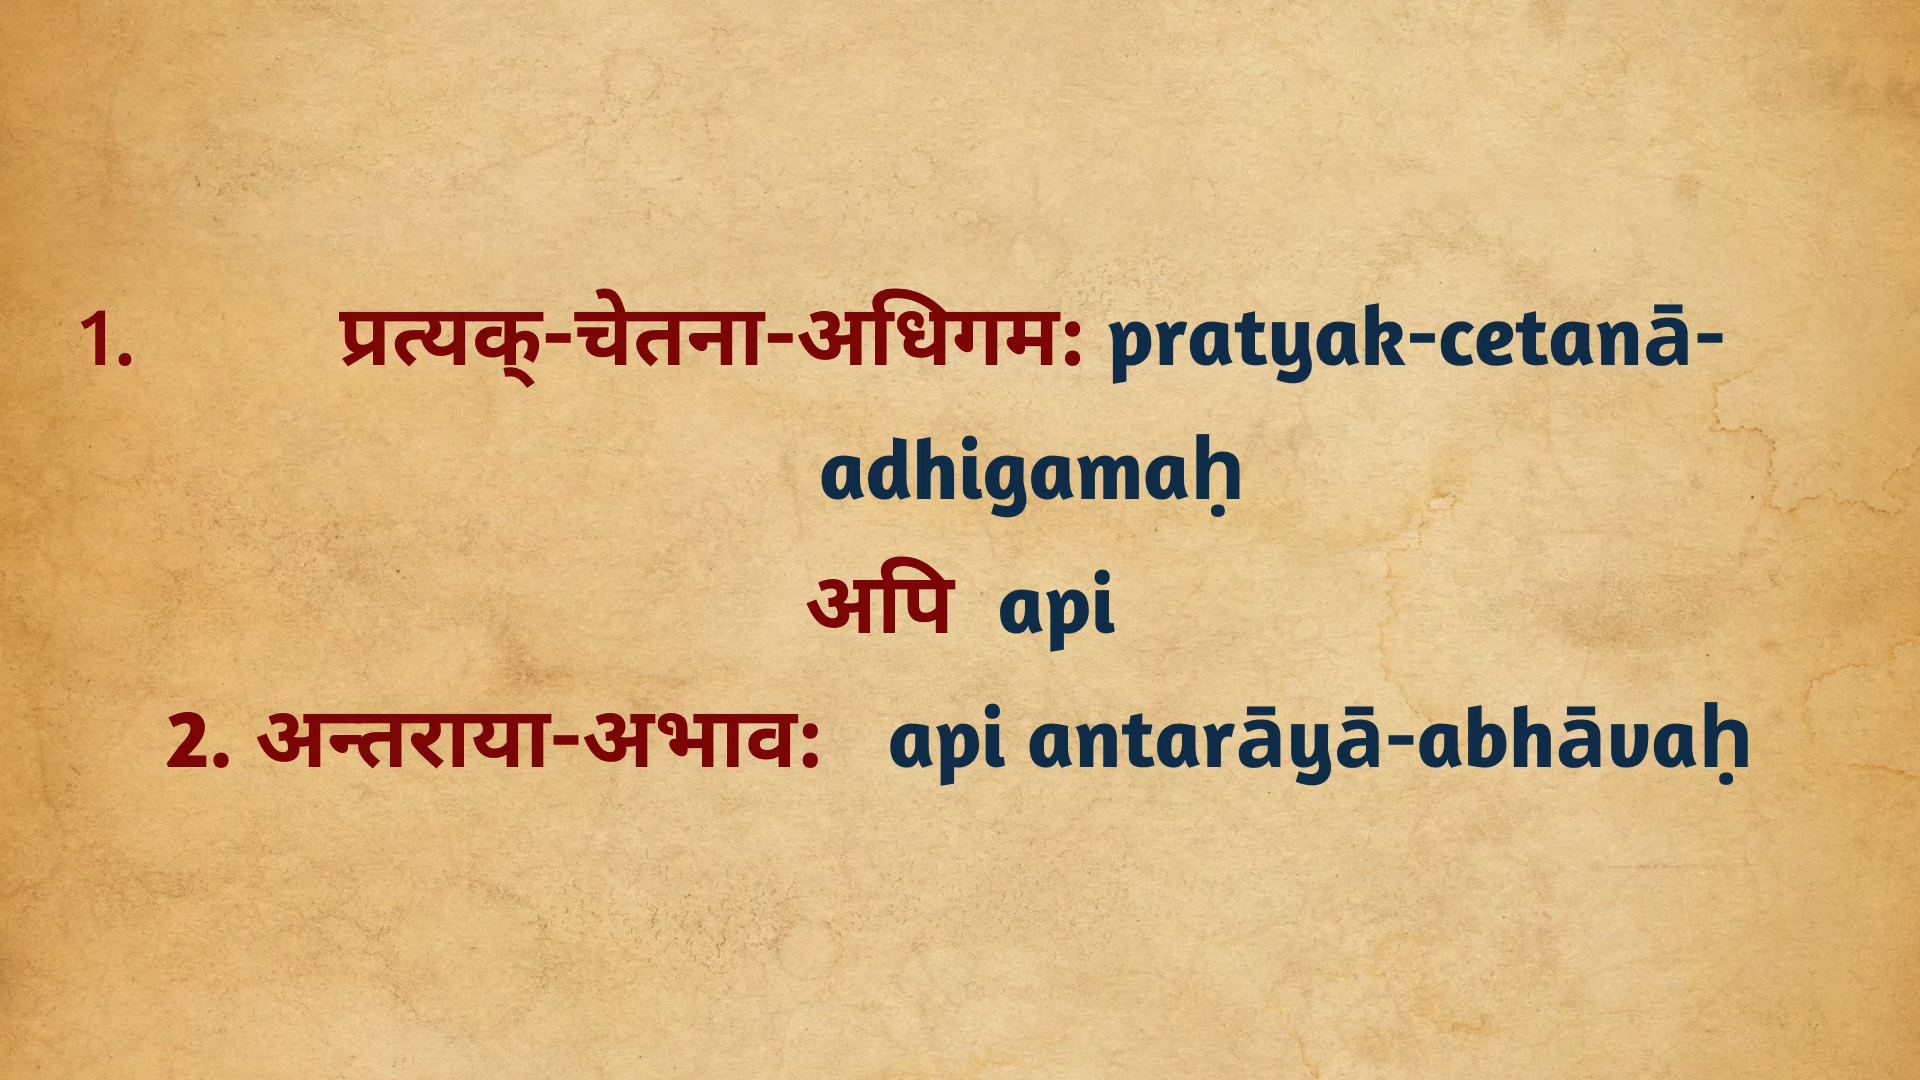 1. प्रत्यक्-चेतना-अधिगम: pratyak-cetanā-
adhigamaḥ
अपि api
2. अन्तराया-अभाव: api antarāyā-abhāvaḥ